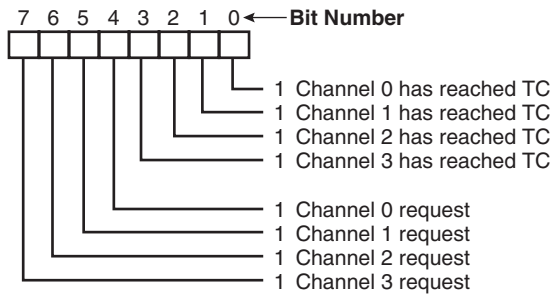 7 6 5 4 3 2 1 0 Bit Number
1 Channel 0 has reached TC
1 Channel 1 has reached TC
1 Channel 2 has reached TC
1 Channel 3 has reached TC
1 Channel 0 request
1 Channel 1 request
1 Channel 2 request
1 Channel 3 request